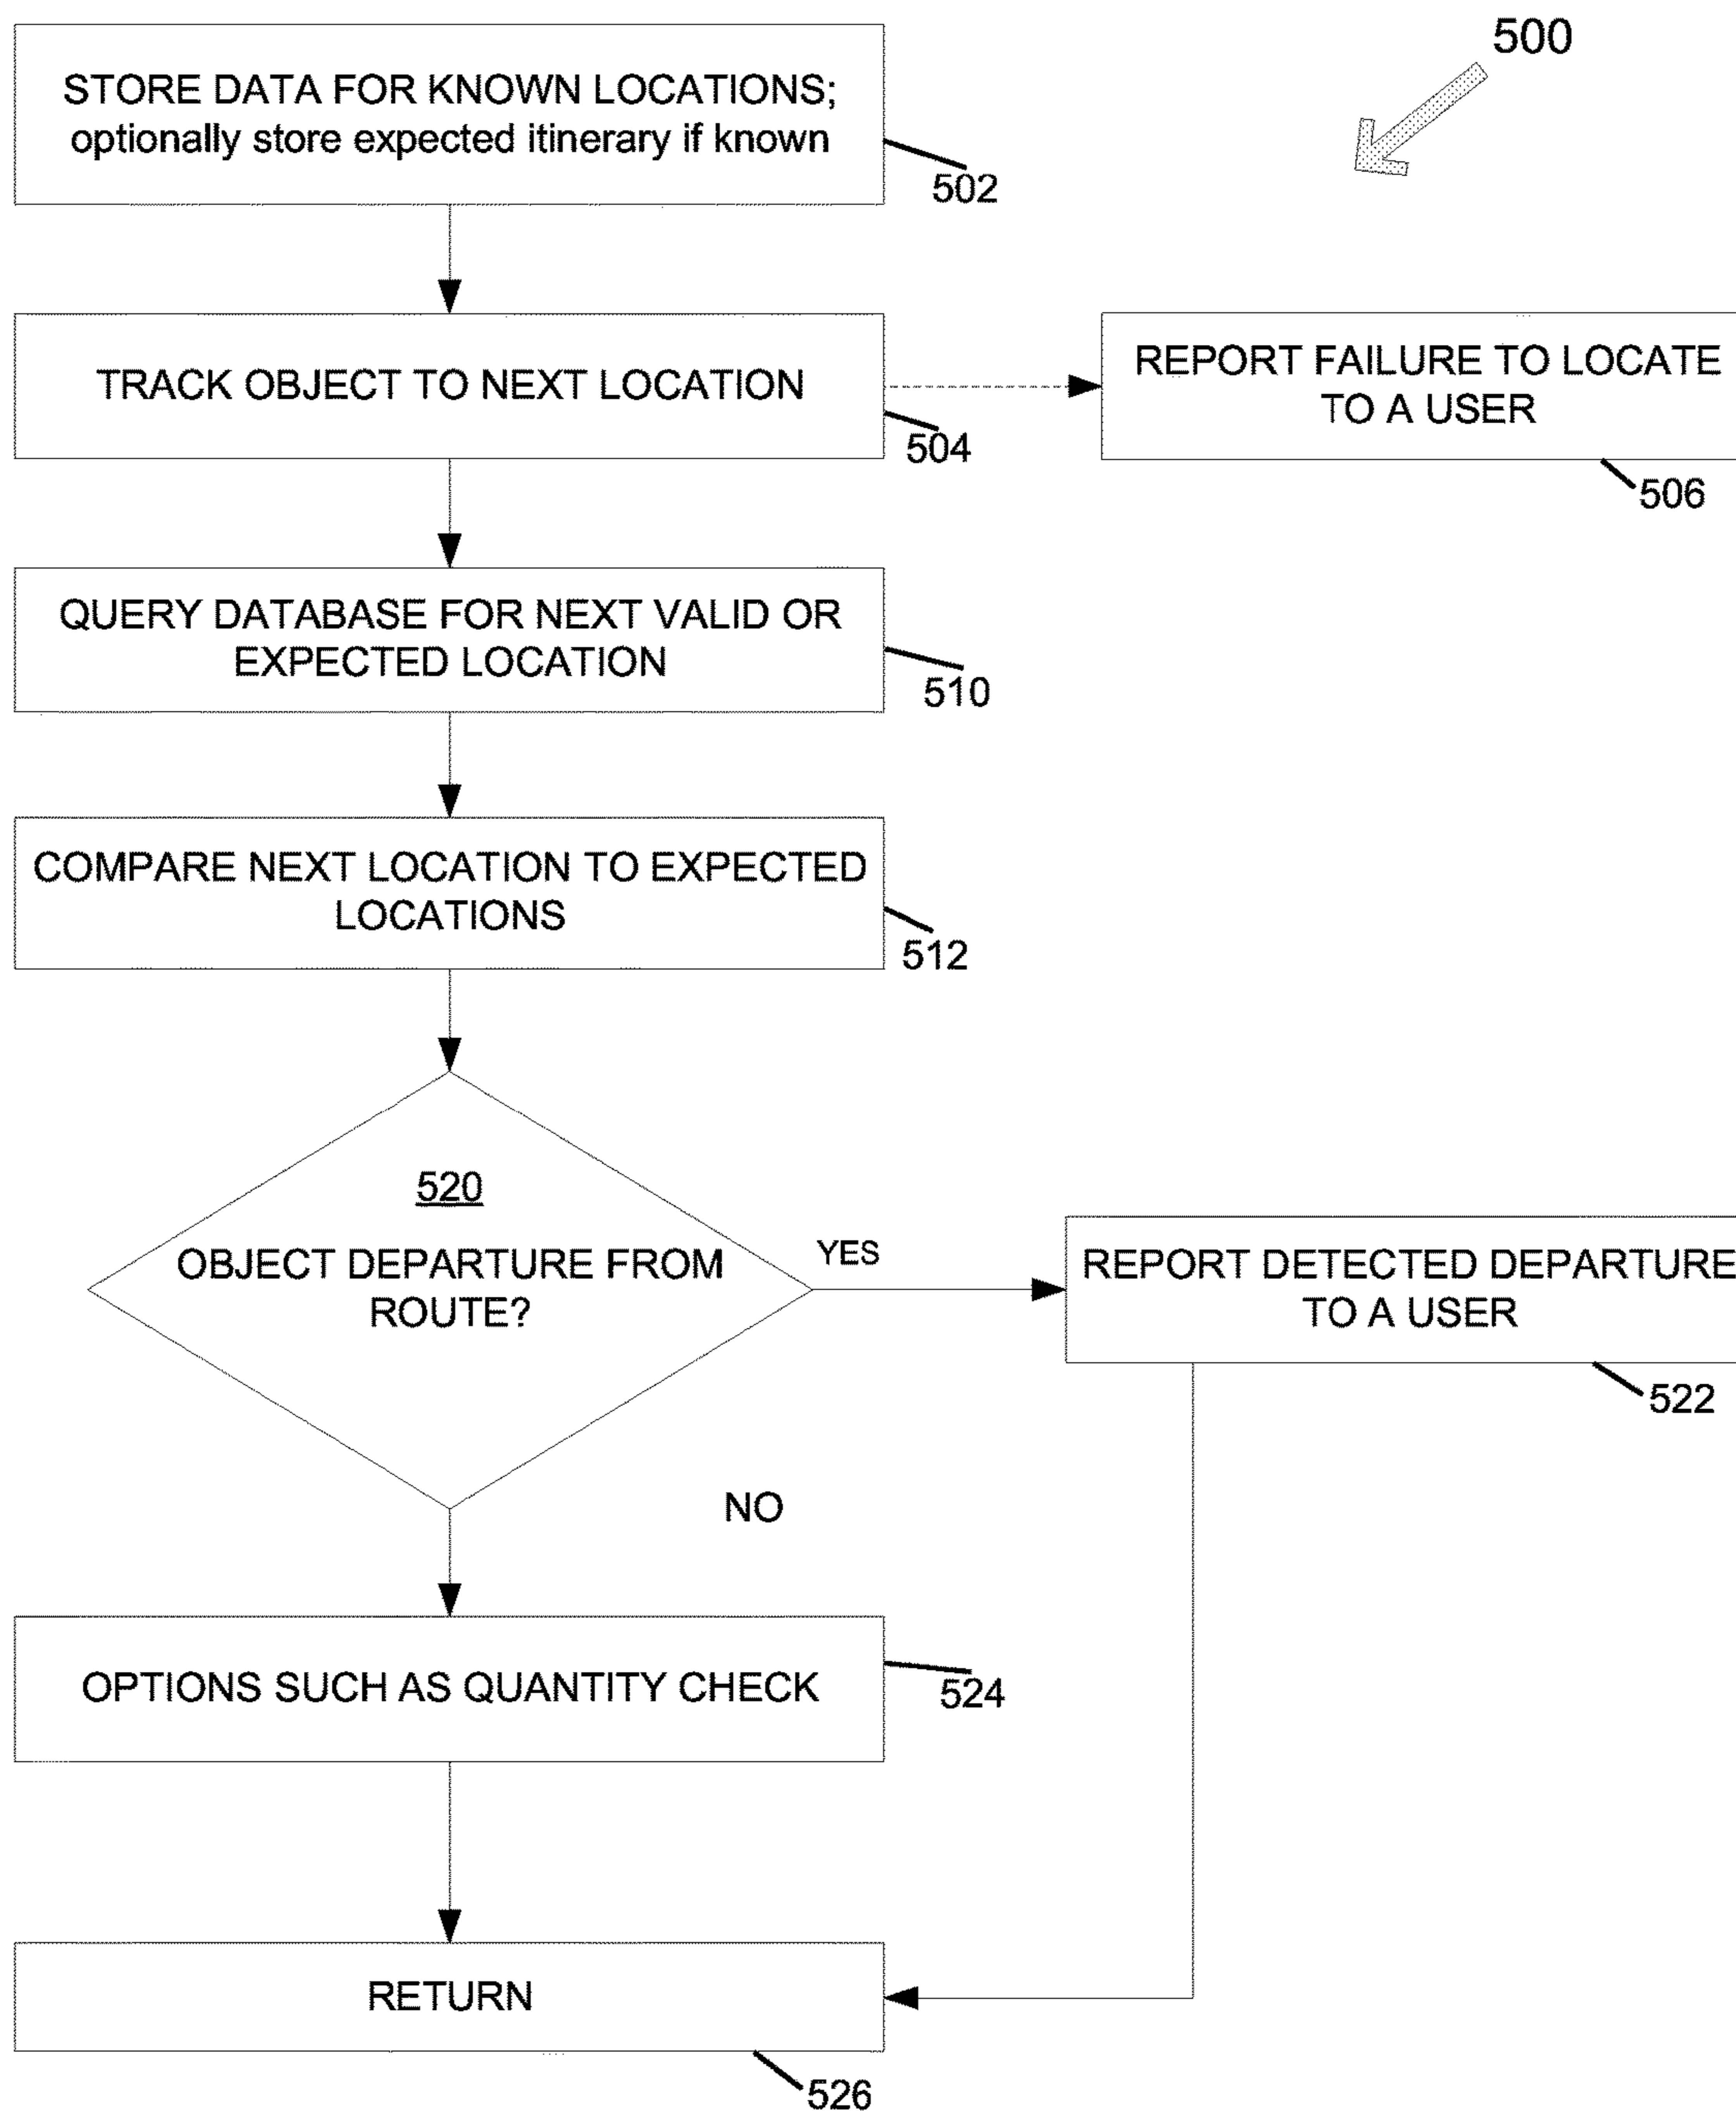 500
STORE DATA FOR KNOWN LOCATIONS;
optionally store expected itinerary if known
502
TRACK OBJECT TO NEXT LOCATION
504
REPORT FAILURE TO LOCATE
TO A USER
506
QUERY DATABASE FOR NEXT VALID OR
EXPECTED LOCATION
510
COMPARE NEXT LOCATION TO EXPECTED
LOCATIONS
512
520
OBJECT DEPARTURE FROM
ROUTE?
YES
REPORT DETECTED DEPARTURE
TO A USER
522
NO
OPTIONS SUCH AS QUANTITY CHECK
524
RETURN
526